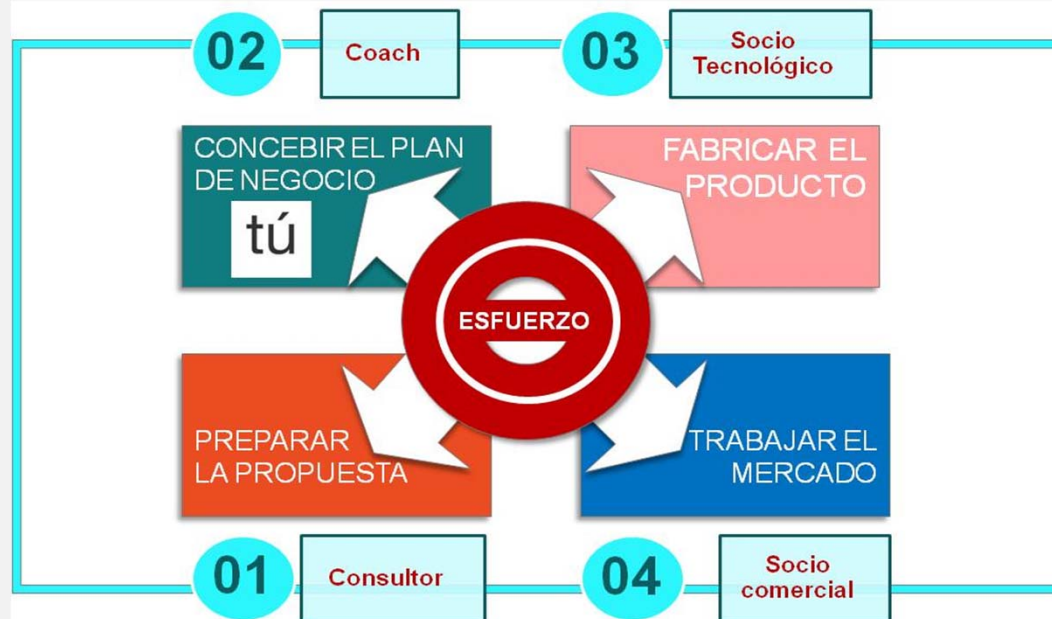 02
Coach
03
Socio
Tecnológico
CONCEBIR EL PLAN
DE NEGOCIO
tú
FABRICAR EL
PRODUCTO
ESFUERZO
PREPARAR
LA PROPUESTA
TRABAJAR EL
MERCADO
01
Consultor
04
Socio
comercial